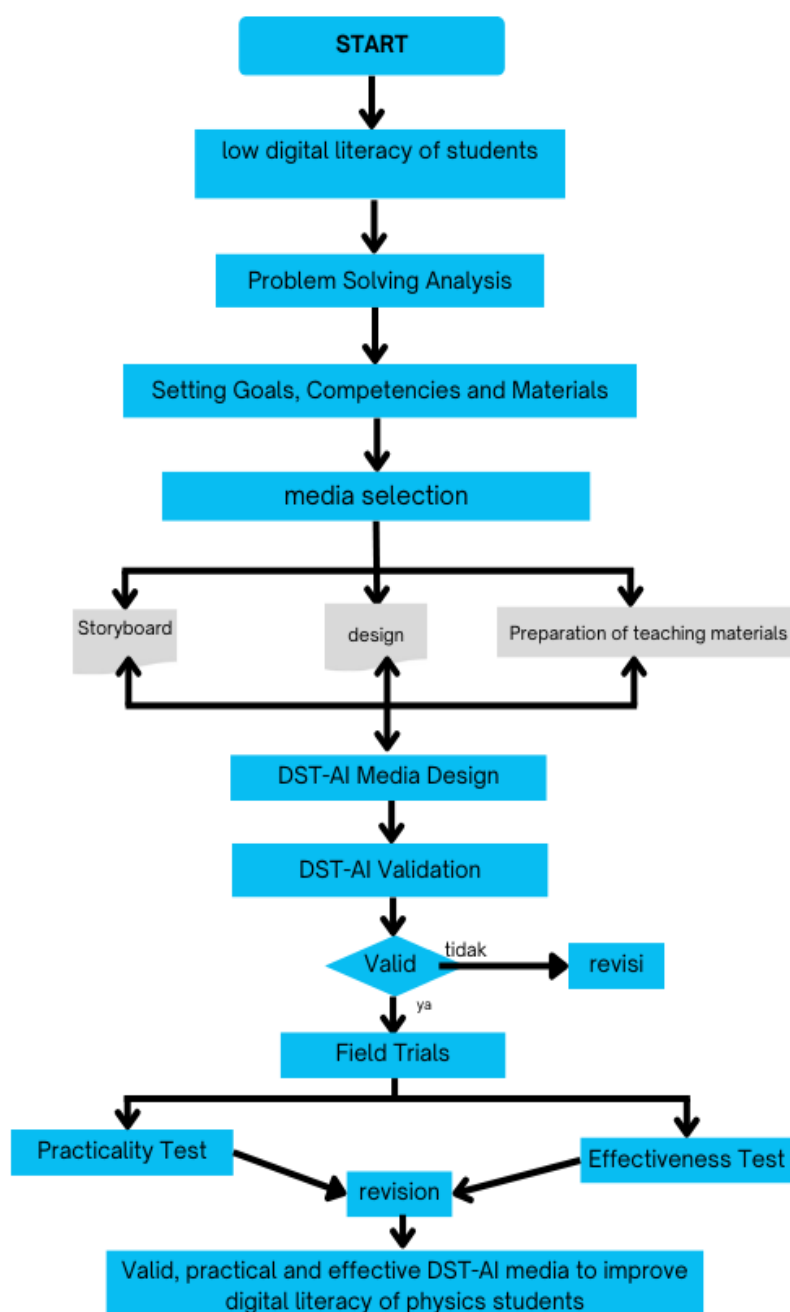 START
low digital literacy of students
Problem Solving Analysis
Setting Goals, Competencies and Materials
media selection
Storyboard
design
Preparation of teaching materials
DST-AI Media Design
DST-AI Validation
Valid
tidak
revisi
ya
Field Trials
Practicality Test
Effectiveness Test
revision
Valid, practical and effective DST-AI media to improve
digital literacy of physics students